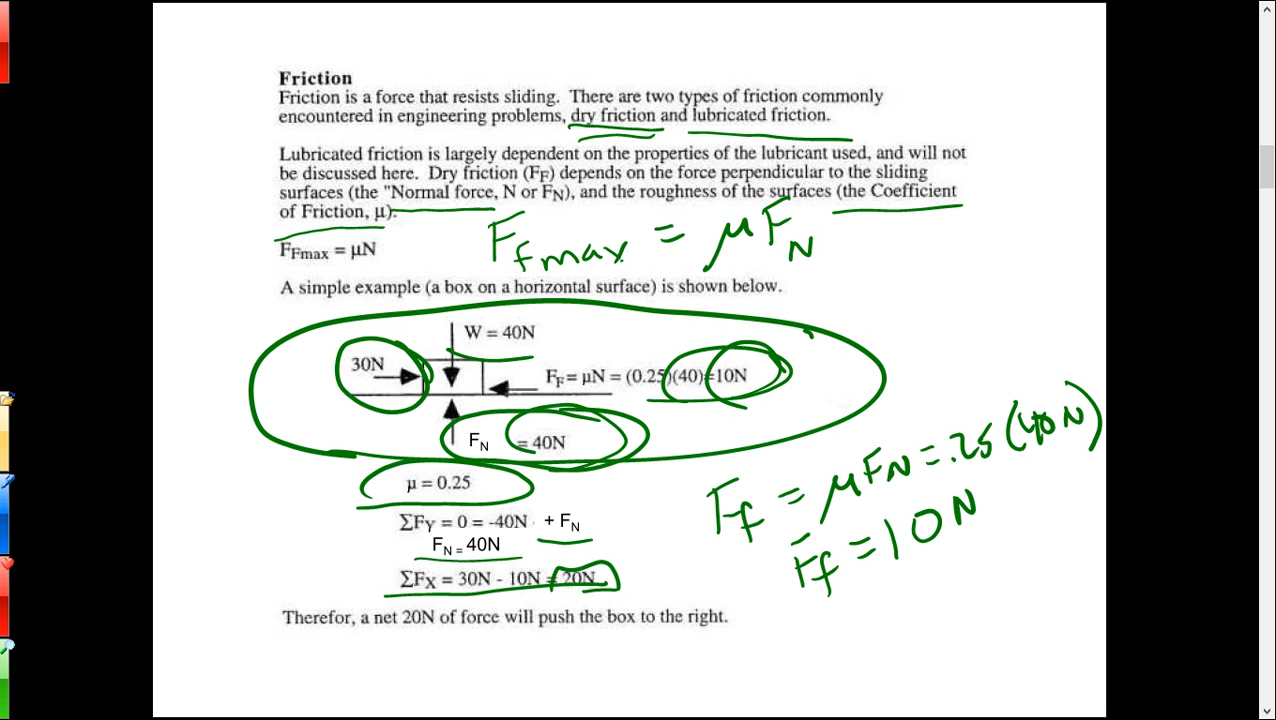 Friction
Friction is a force that resists sliding. There are two types of friction commonly
encountered in engineering problems, dry friction and lubricated friction.
Lubricated friction is largely dependent on the properties of the lubricant used, and will not
be discussed here. Dry friction (FF) depends on the force perpendicular to the sliding
surfaces (the "Normal force, N or FN), and the roughness of the surfaces (the Coefficient
of Friction, µ).
FFmax = µN
Ffmax = µFN
A simple example (a box on a horizontal surface) is shown below.
W = 40N
30N
FF = µN = (0.25)(40)=10N
FN = 40N
µ = 0.25
Ff = µFN = .25 (40N)
Ff = 10N
ΣFY = 0 = -40N + FN
FN = 40N
ΣFX = 30N - 10N = 20N
Therefor, a net 20N of force will push the box to the right.